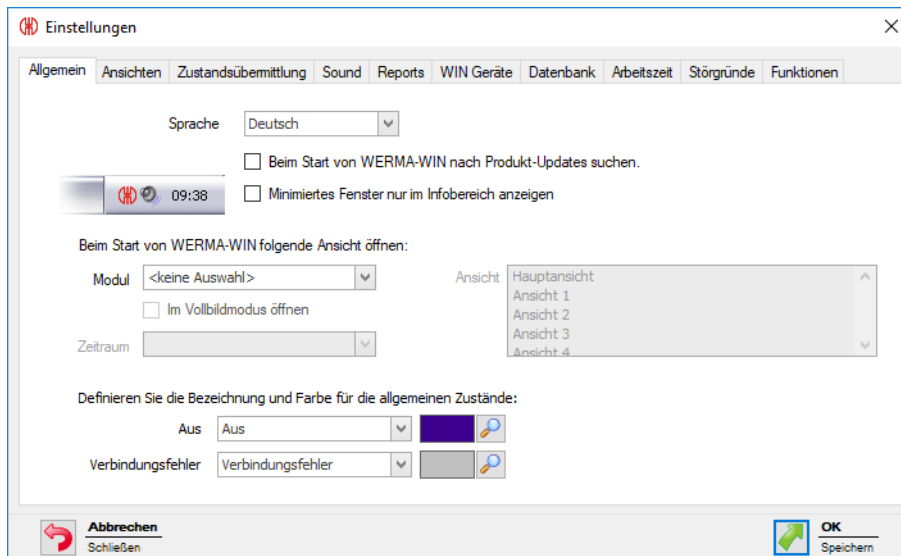 Einstellungen
Allgemein Ansichten Zustandsübermittlung Sound Reports WIN Geräte Datenbank Arbeitszeit Störgründe Funktionen
Sprache Deutsch
Beim Start von WERMA-WIN nach Produkt-Updates suchen.
09:38 Minimiertes Fenster nur im Infobereich anzeigen
Beim Start von WERMA-WIN folgende Ansicht öffnen:
Modul <keine Auswahl> Ansicht Hauptansicht
Ansicht 1
Im Vollbildmodus öffnen Ansicht 2
Ansicht 3
Zeitraum Ansicht 4
Definieren Sie die Bezeichnung und Farbe für die allgemeinen Zustände:
Aus Aus
Verbindungsfehler Verbindungsfehler
Abbrechen OK
Schließen Speichern